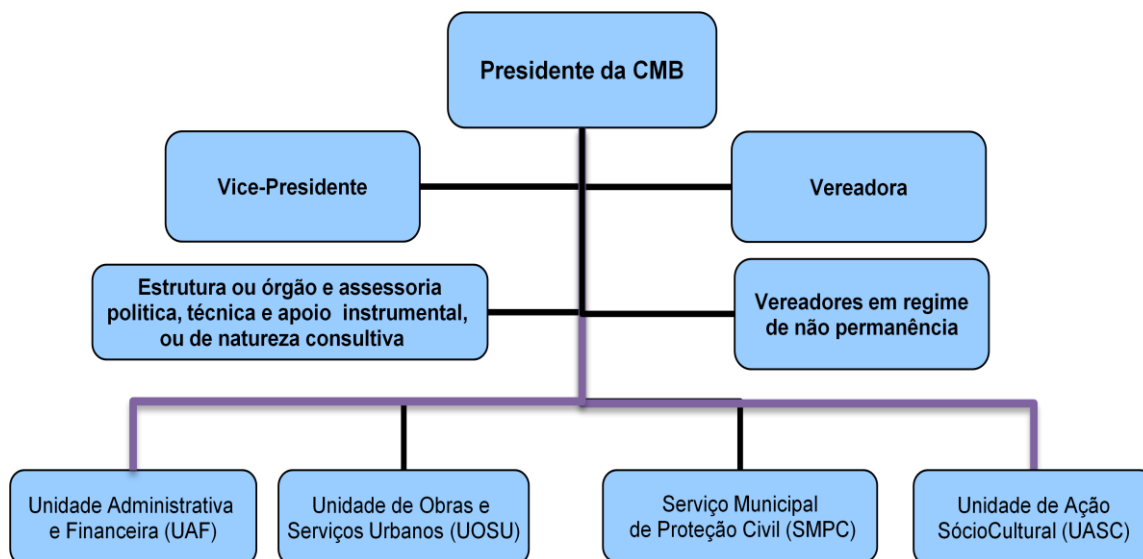 Presidente da CMB
Vice-Presidente
Vereadora
Estrutura ou órgão e assessoria
politica, técnica e apoio instrumental,
ou de natureza consultiva
Vereadores em regime
de não permanência
Unidade Administrativa
e Financeira (UAF)
Unidade de Obras e
Serviços Urbanos (UOSU)
Serviço Municipal
de Proteção Civil (SMPC)
Unidade de Ação
SócioCultural (UASC)